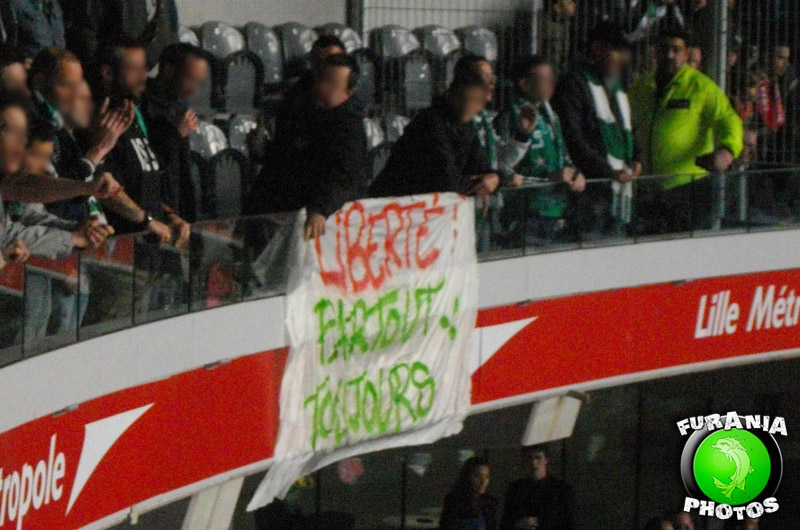 LIBERTÉ !
PARTOUT !
TOUJOURS
Lille Métr
tropole
FURANIA
PHOTOS